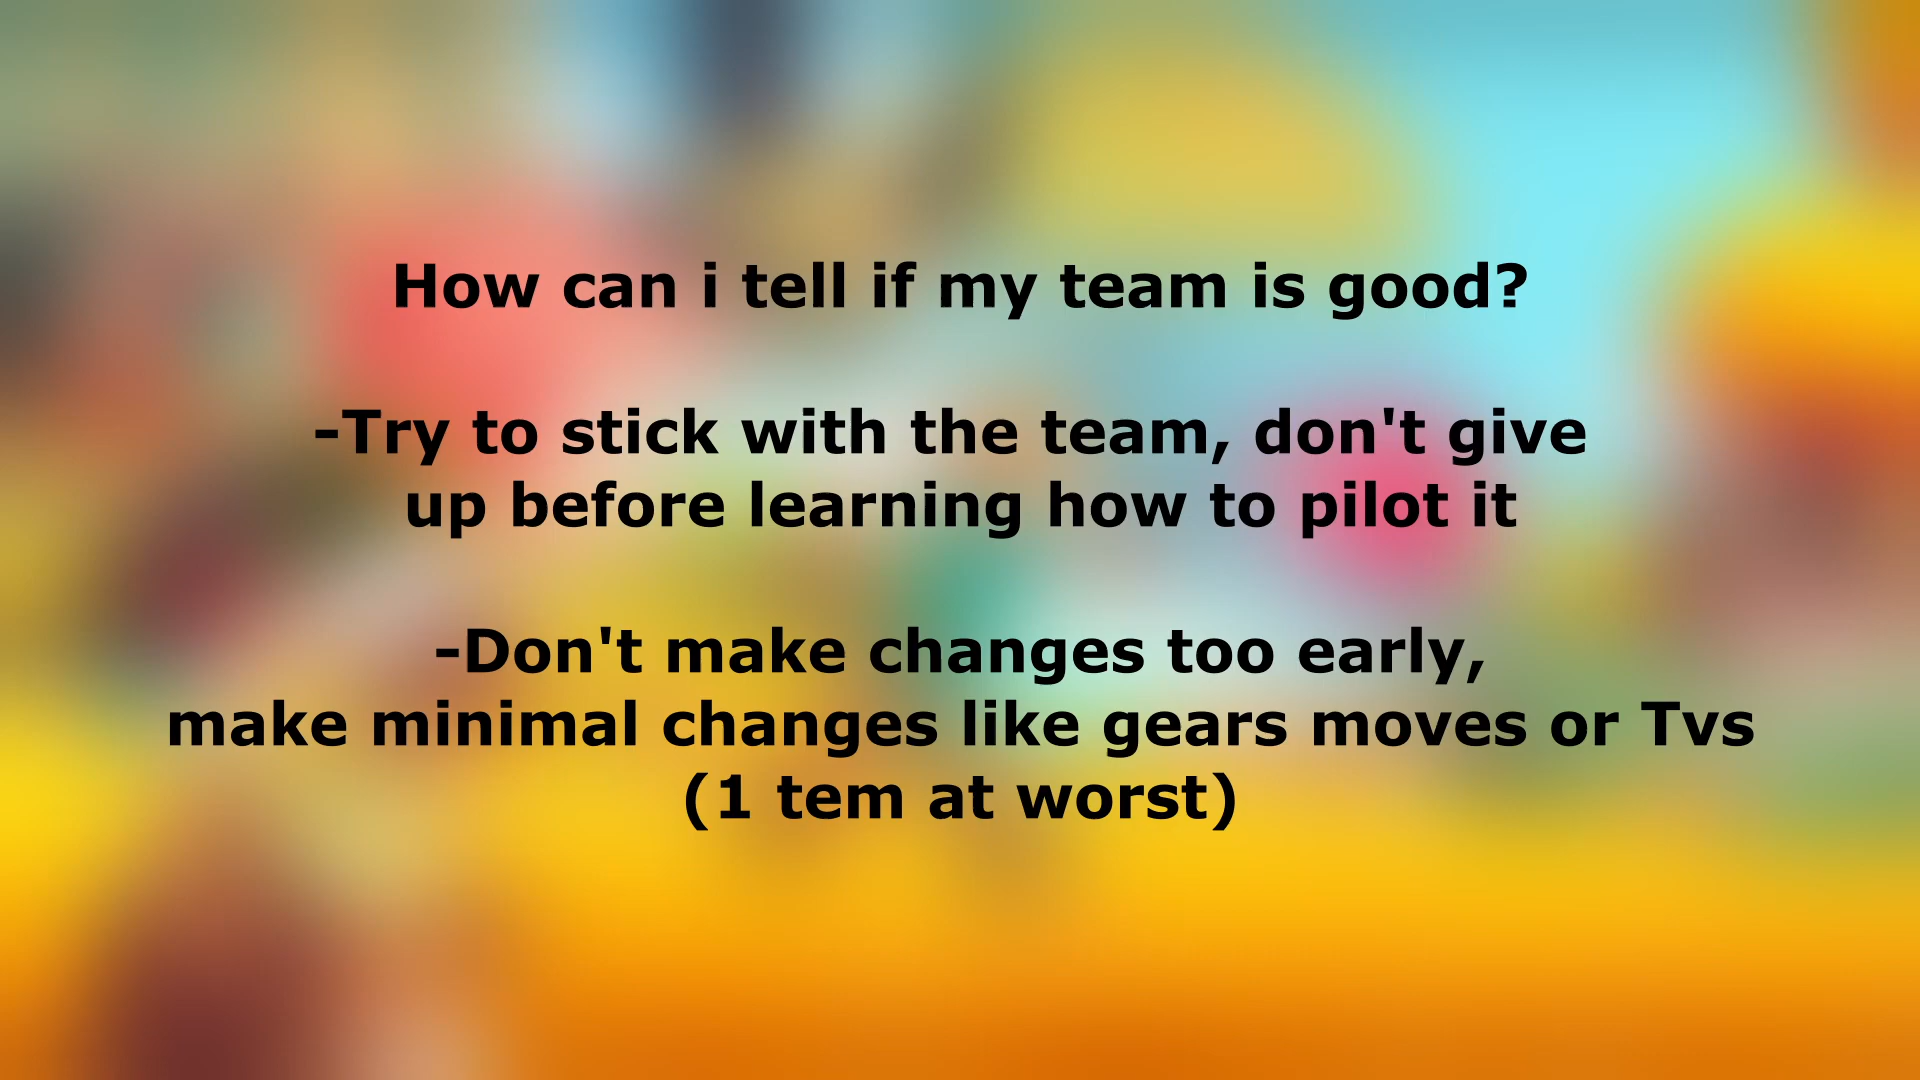 How can i tell if my team is good?
-Try to stick with the team, don't give
up before learning how to pilot it
-Don't make changes too early,
make minimal changes like gears moves or Tvs
(1 tem at worst)